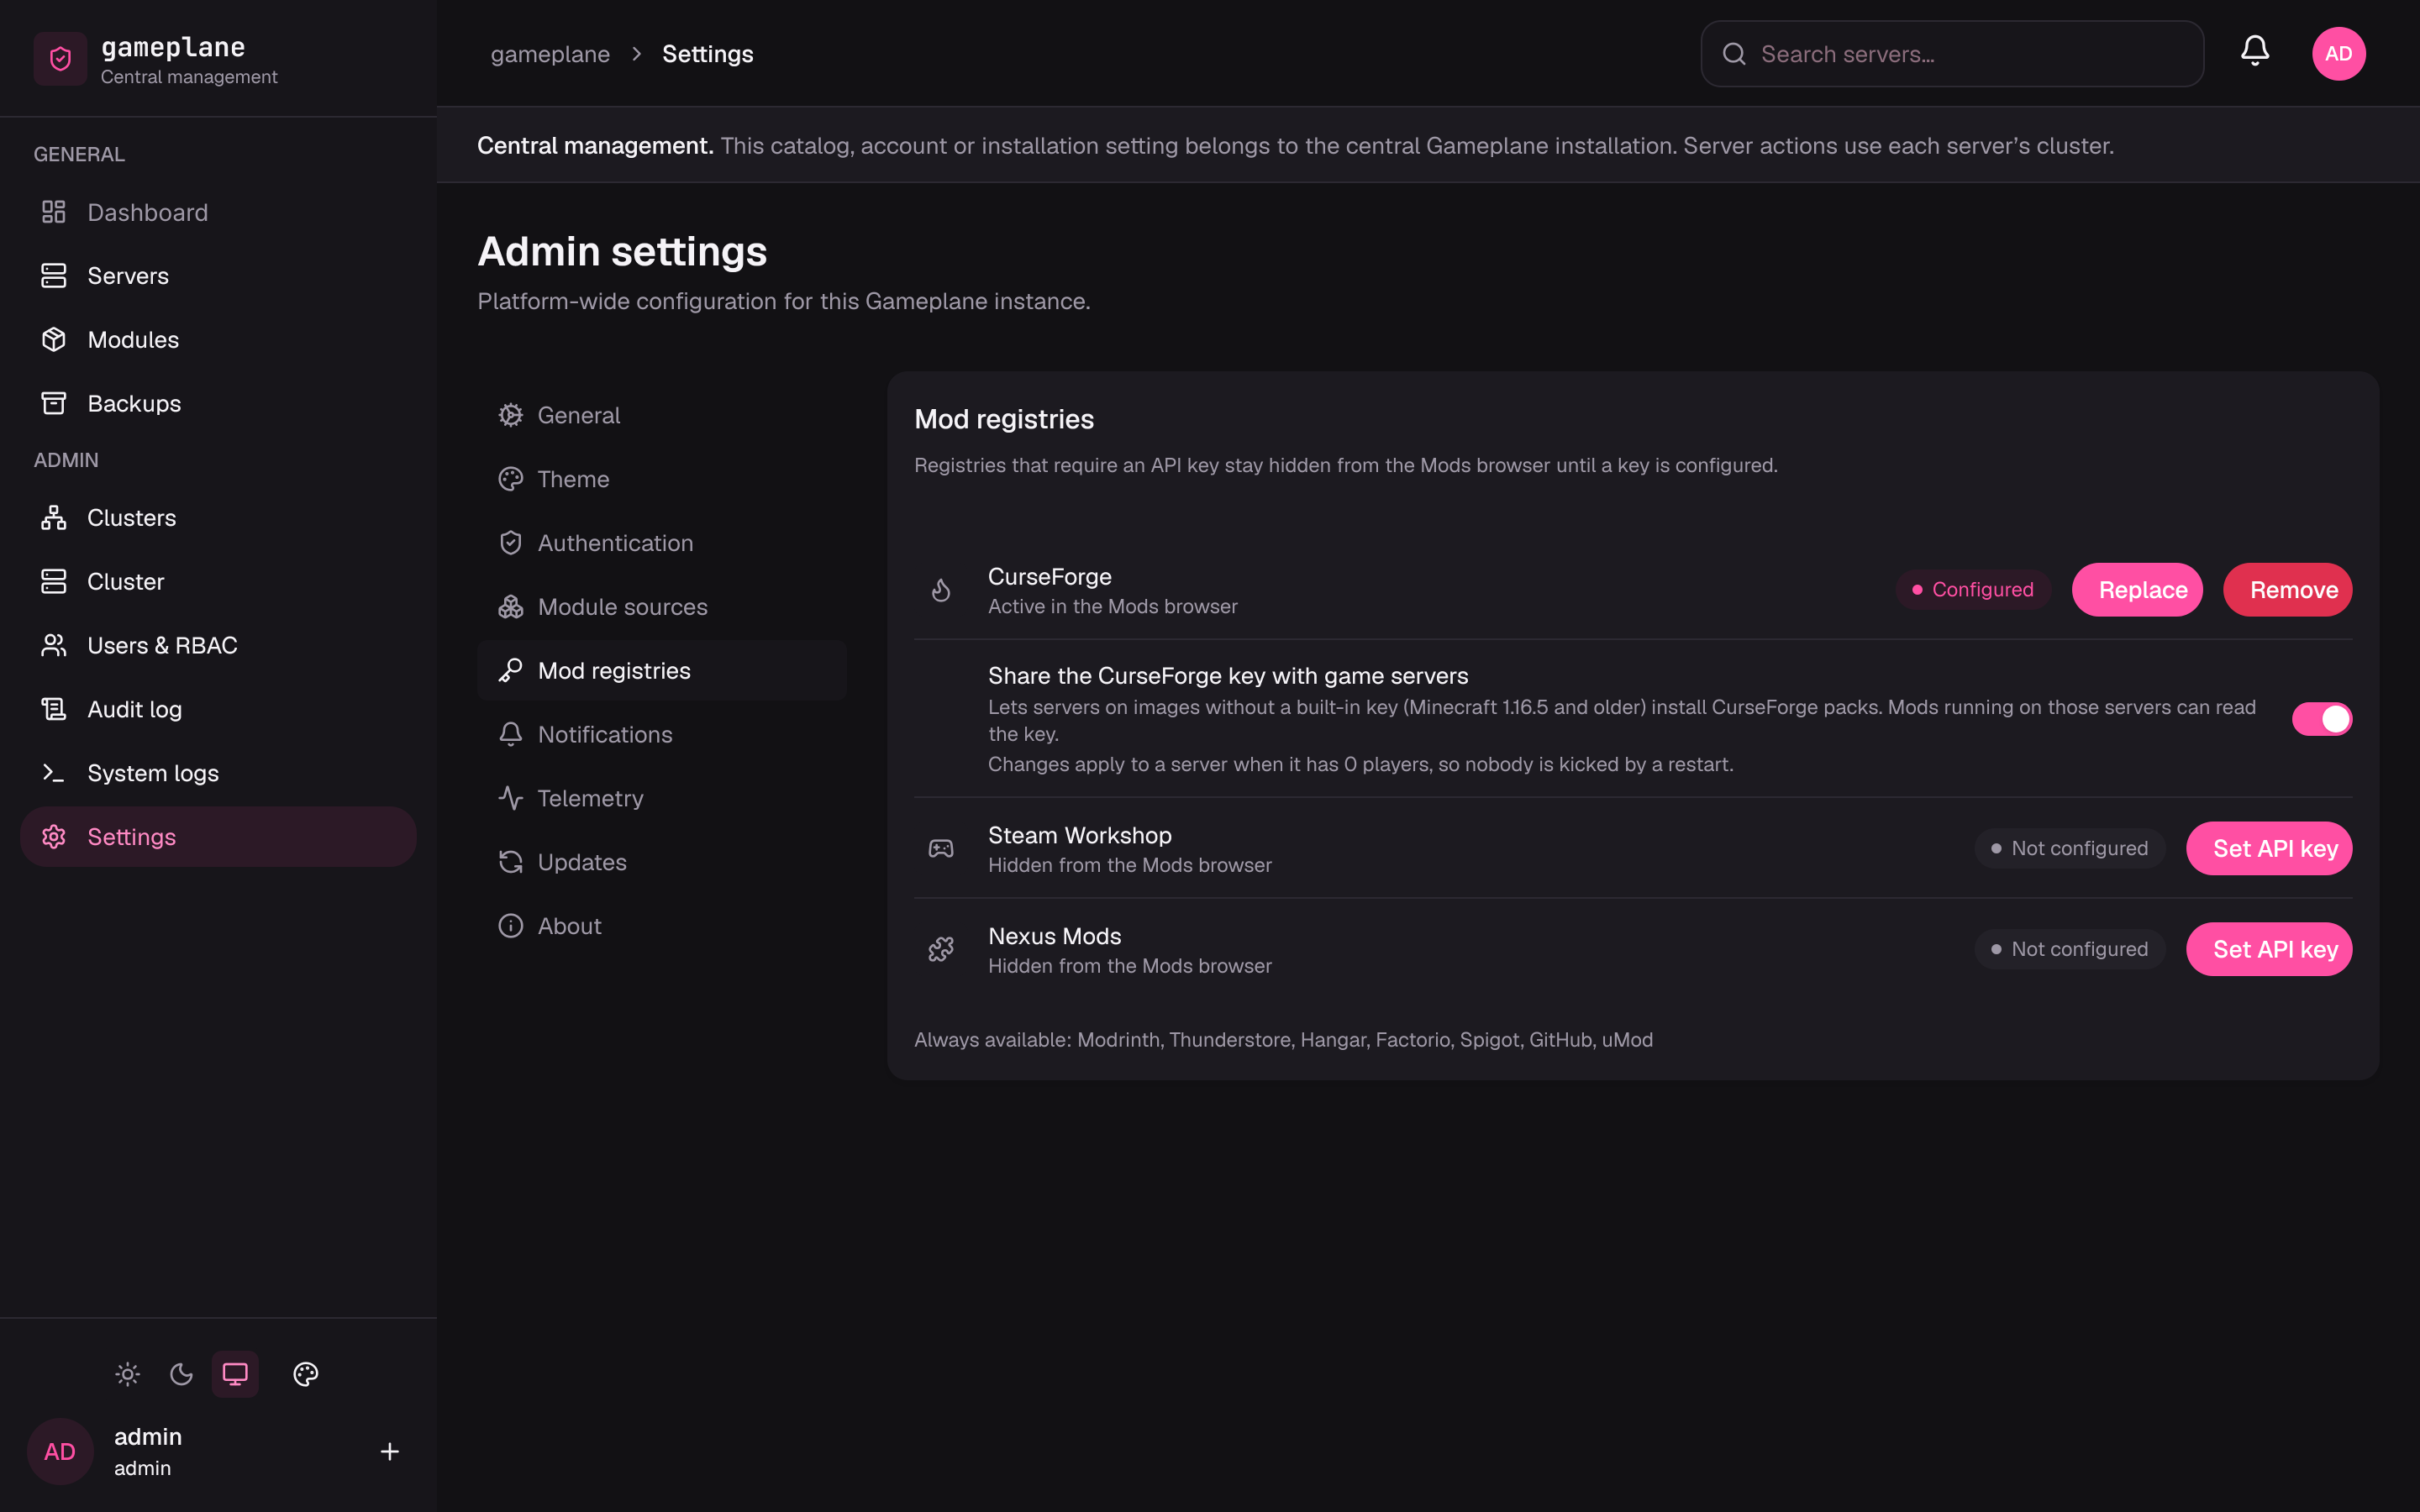 gameplane
Central management
GENERAL
Dashboard
Servers
Modules
Backups
ADMIN
Clusters
Cluster
Users & RBAC
Audit log
System logs
Settings
AD
admin
admin
gameplane > Settings
Search servers...
AD
Central management. This catalog, account or installation setting belongs to the central Gameplane installation. Server actions use each server’s cluster.
Admin settings
Platform-wide configuration for this Gameplane instance.
General
Theme
Authentication
Module sources
Mod registries
Notifications
Telemetry
Updates
About
Mod registries
Registries that require an API key stay hidden from the Mods browser until a key is configured.
CurseForge
Active in the Mods browser
Configured
Replace
Remove
Share the CurseForge key with game servers
Lets servers on images without a built-in key (Minecraft 1.16.5 and older) install CurseForge packs. Mods running on those servers can read
the key.
Changes apply to a server when it has 0 players, so nobody is kicked by a restart.
Steam Workshop
Hidden from the Mods browser
Not configured
Set API key
Nexus Mods
Hidden from the Mods browser
Not configured
Set API key
Always available: Modrinth, Thunderstore, Hangar, Factorio, Spigot, GitHub, uMod